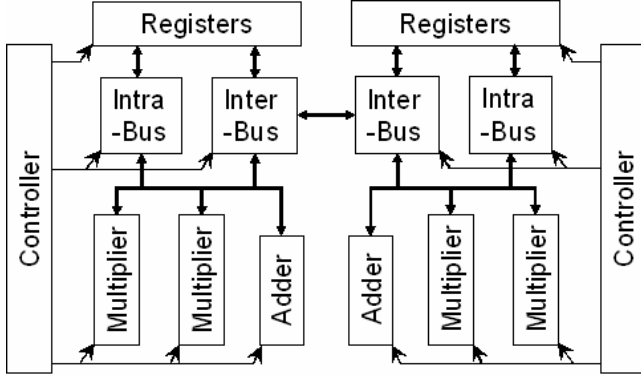 Registers
Registers
Intra
-Bus
Inter
-Bus
Inter
-Bus
Intra
-Bus
Controller
Controller
Multiplier
Multiplier
Adder
Adder
Multiplier
Multiplier